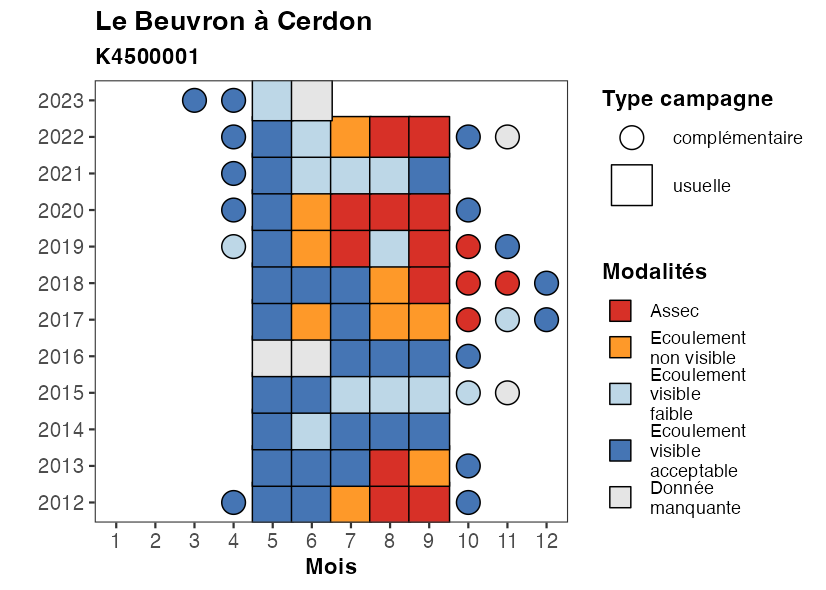 Le Beuvron à Cerdon
K4500001
2023
2022
2021
2020
2019
2018
2017
2016
2015
2014
2013
2012
1 2 3 4 5 6 7 8 9 10 11 12
Mois
Type campagne
complémentaire
usuelle
Modalités
Assec
Ecoulement
non visible
Ecoulement
visible
faible
Ecoulement
visible
acceptable
Donnée
manquante